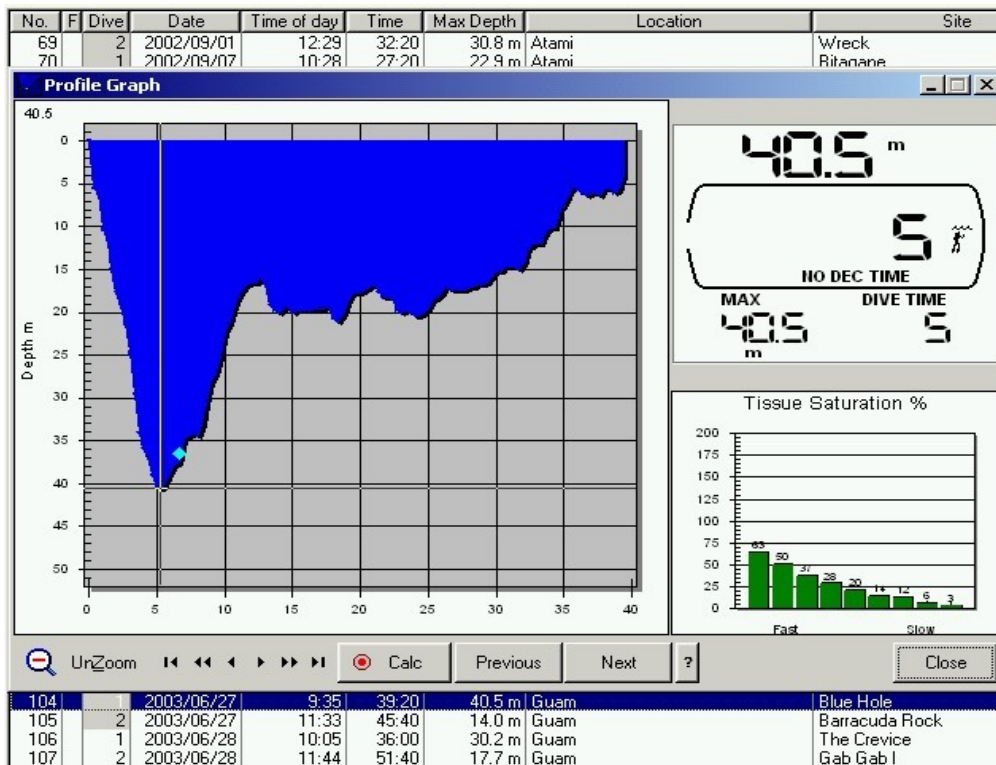 No. F Dive Date Time of day Time Max Depth Location Site
69 2 2002/09/01 12:29 32:20 30.8 m Atami Wreck
70 1 2002/09/07 10:28 27:20 22.9 m Atami Bitagane
Profile Graph
40.5
0
5
10
15
20
25
30
35
40
45
50
Depth m
0 5 10 15 20 25 30 35 40
40.5 m
5
NO DEC TIME
MAX DIVE TIME
40.5 5
m
Tissue Saturation %
200
175
150
125
100
75
50
25
0
63 50 37 28 20 14 12 6 3
Fast Slow
UnZoom Calc Previous Next ? Close
104 1 2003/06/27 9:35 39:20 40.5 m Guam Blue Hole
105 2 2003/06/27 11:33 45:40 14.0 m Guam Barracuda Rock
106 1 2003/06/28 10:05 36:00 30.2 m Guam The Crevice
107 2 2003/06/28 11:44 51:40 17.7 m Guam Gab Gab I